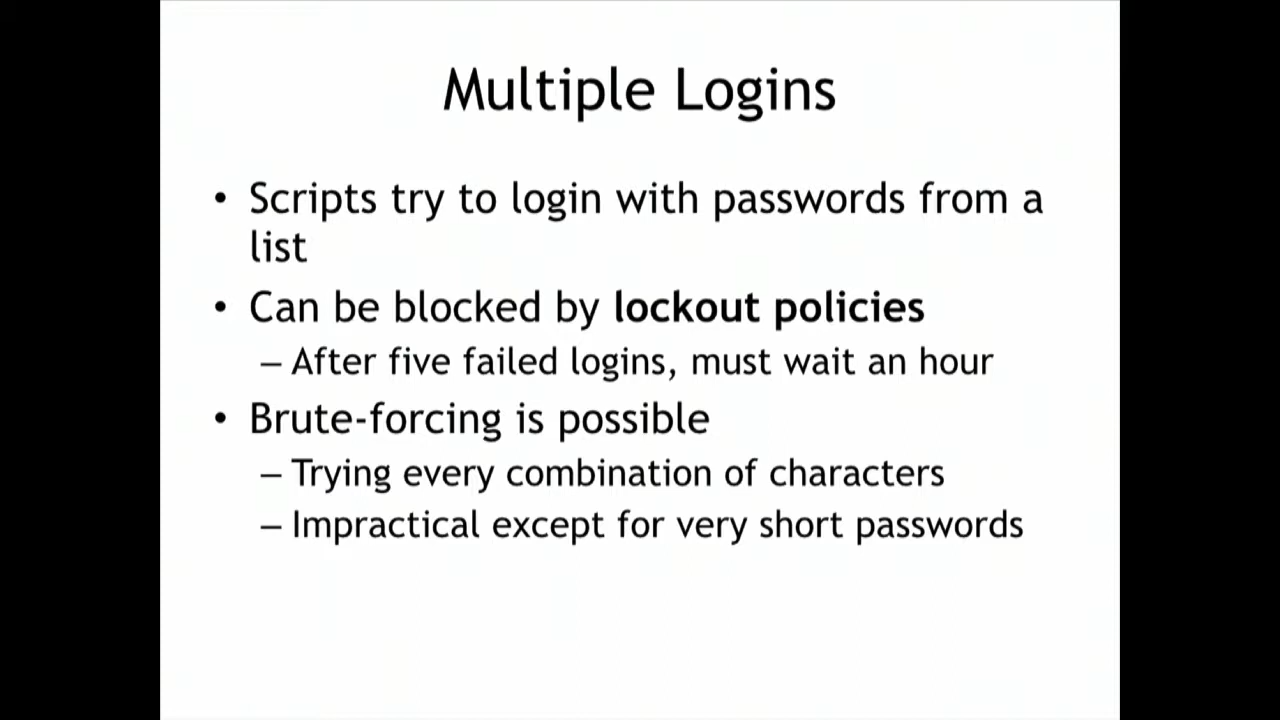 Multiple Logins
• Scripts try to login with passwords from a
list
• Can be blocked by lockout policies
– After five failed logins, must wait an hour
• Brute-forcing is possible
– Trying every combination of characters
– Impractical except for very short passwords